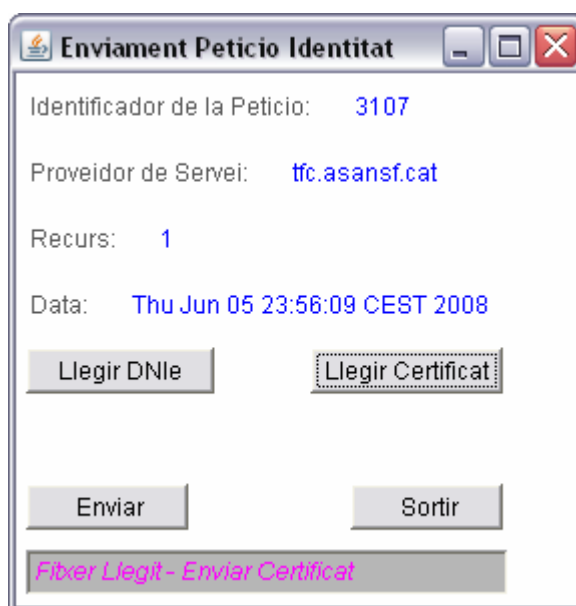 Enviament Peticio Identitat
Identificador de la Peticio: 3107
Proveidor de Servei: tfc.asansf.cat
Recurs: 1
Data: Thu Jun 05 23:56:09 CEST 2008
Llegir DNIe Llegir Certificat
Enviar Sortir
Fitxer Llegit - Enviar Certificat